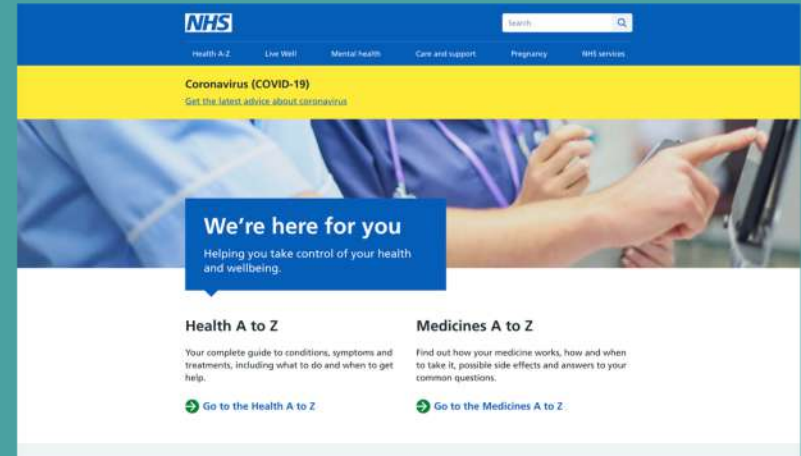 NHS
Search
Health A-Z Live Well Mental health Care and support Pregnancy NHS services
Coronavirus (COVID-19)
Get the latest advice about coronavirus
We're here for you
Helping you take control of your health
and wellbeing.
Health A to Z
Your complete guide to conditions, symptoms and
treatments, including what to do and when to get
help.
Go to the Health A to Z
Medicines A to Z
Find out how your medicine works, how and when
to take it, possible side effects and answers to your
common questions.
Go to the Medicines A to Z